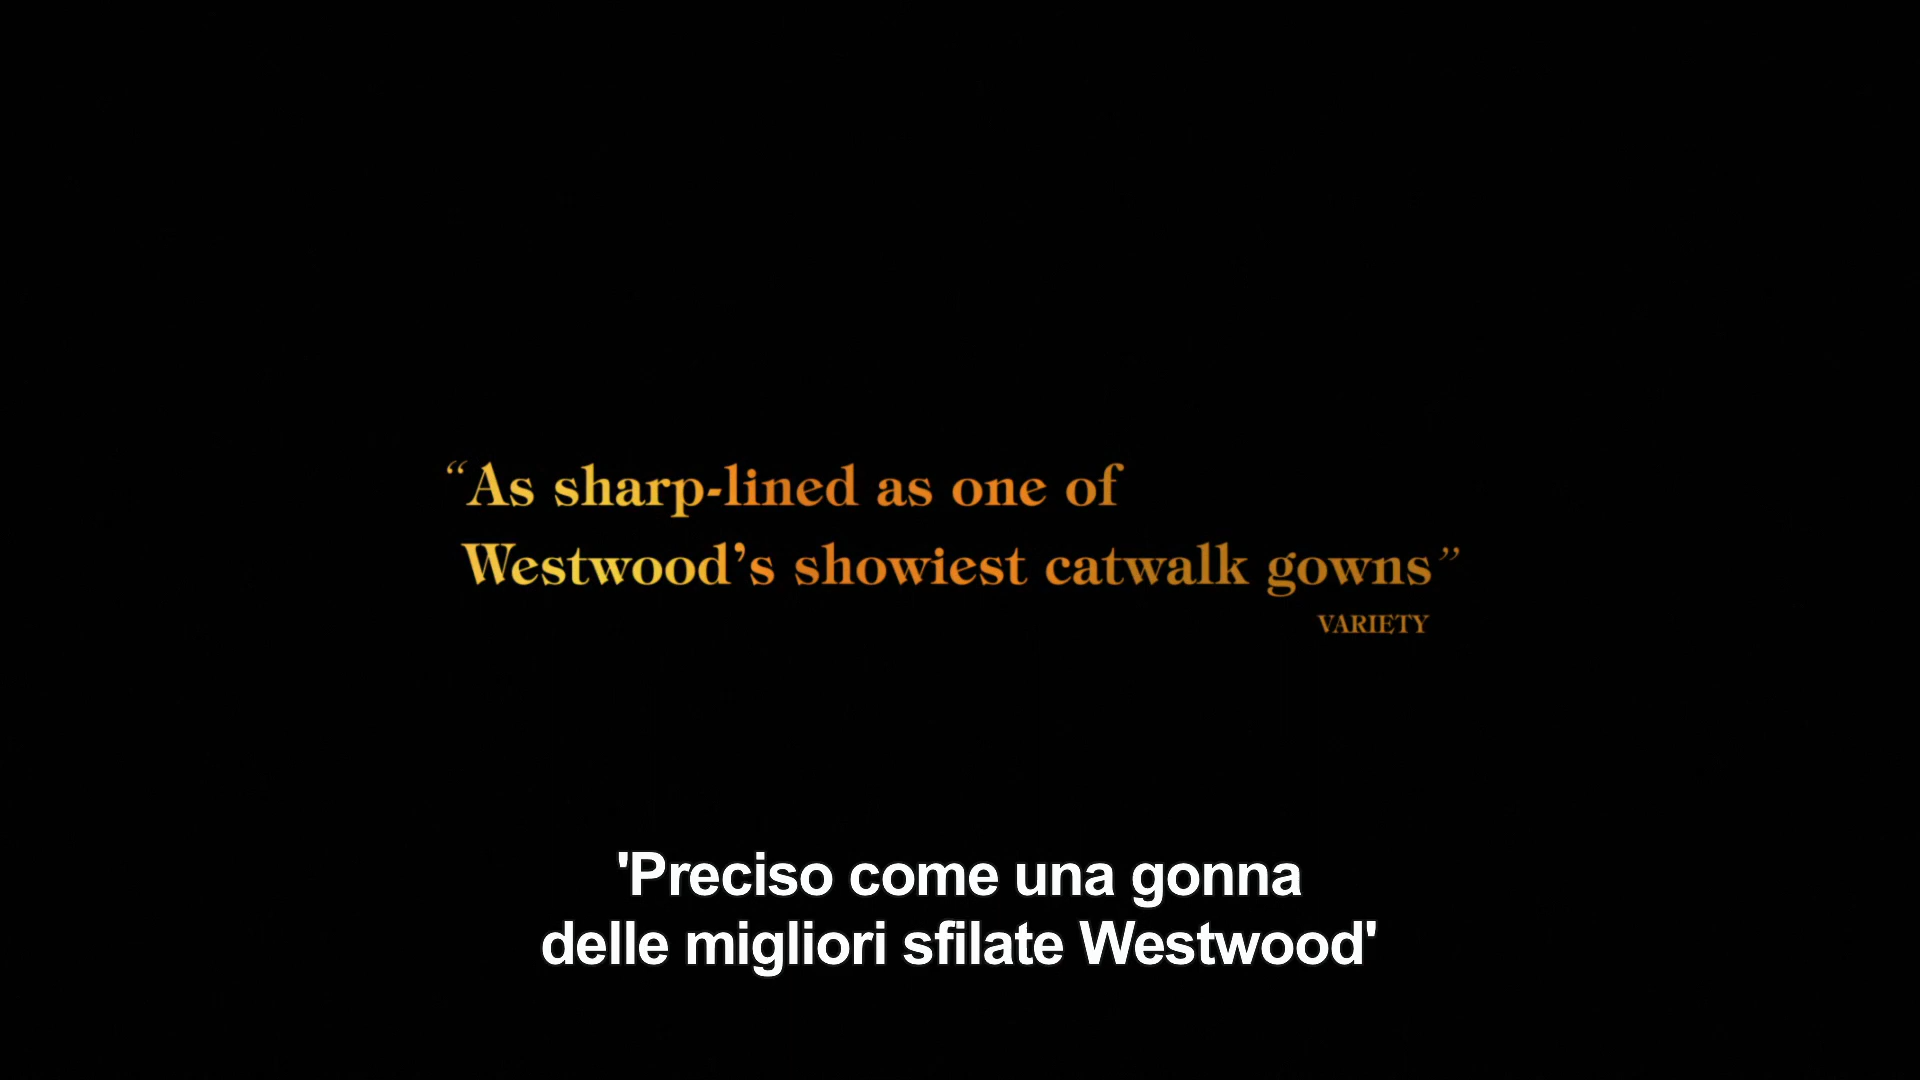 “As sharp-lined as one of
Westwood’s showiest catwalk gowns”
VARIETY
'Preciso come una gonna
delle migliori sfilate Westwood'